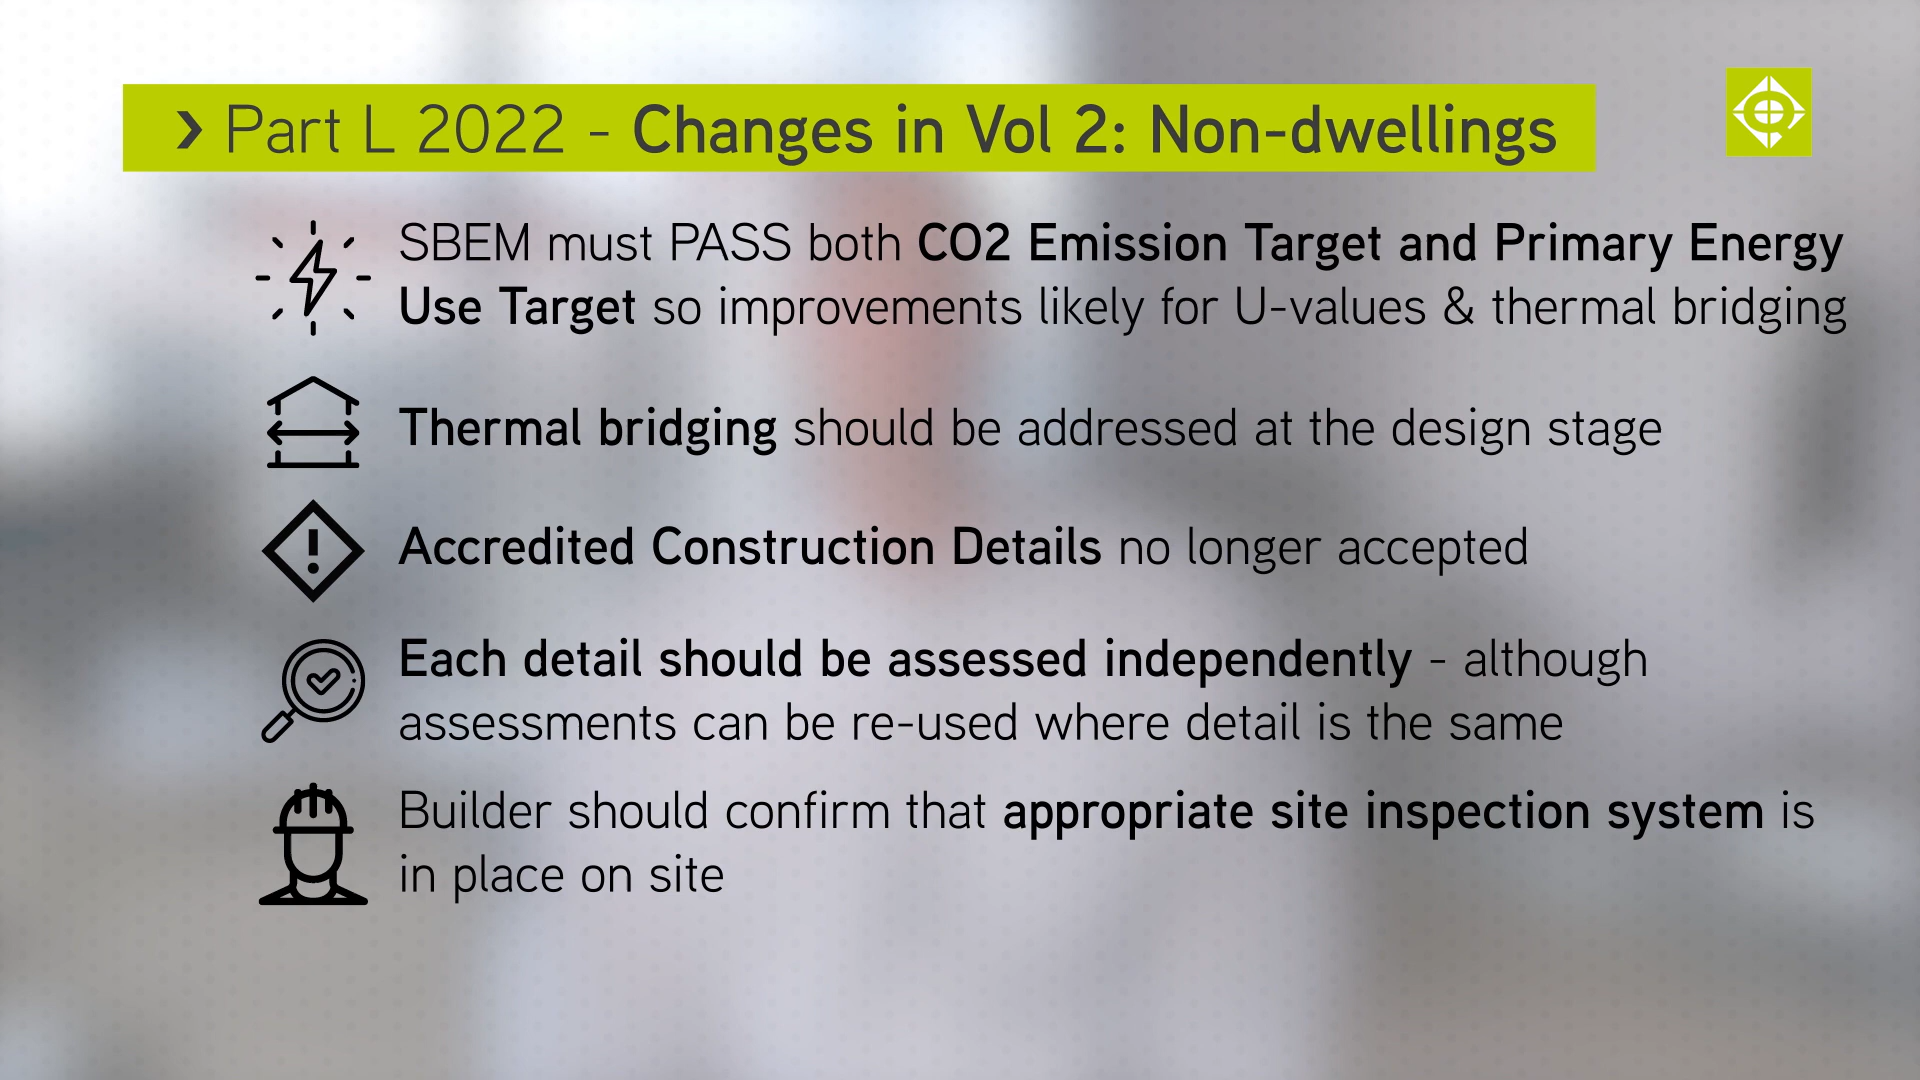 Part L 2022 - Changes in Vol 2: Non-dwellings
SBEM must PASS both CO2 Emission Target and Primary Energy
Use Target so improvements likely for U-values & thermal bridging
Thermal bridging should be addressed at the design stage
Accredited Construction Details no longer accepted
Each detail should be assessed independently - although
assessments can be re-used where detail is the same
Builder should confirm that appropriate site inspection system is
in place on site